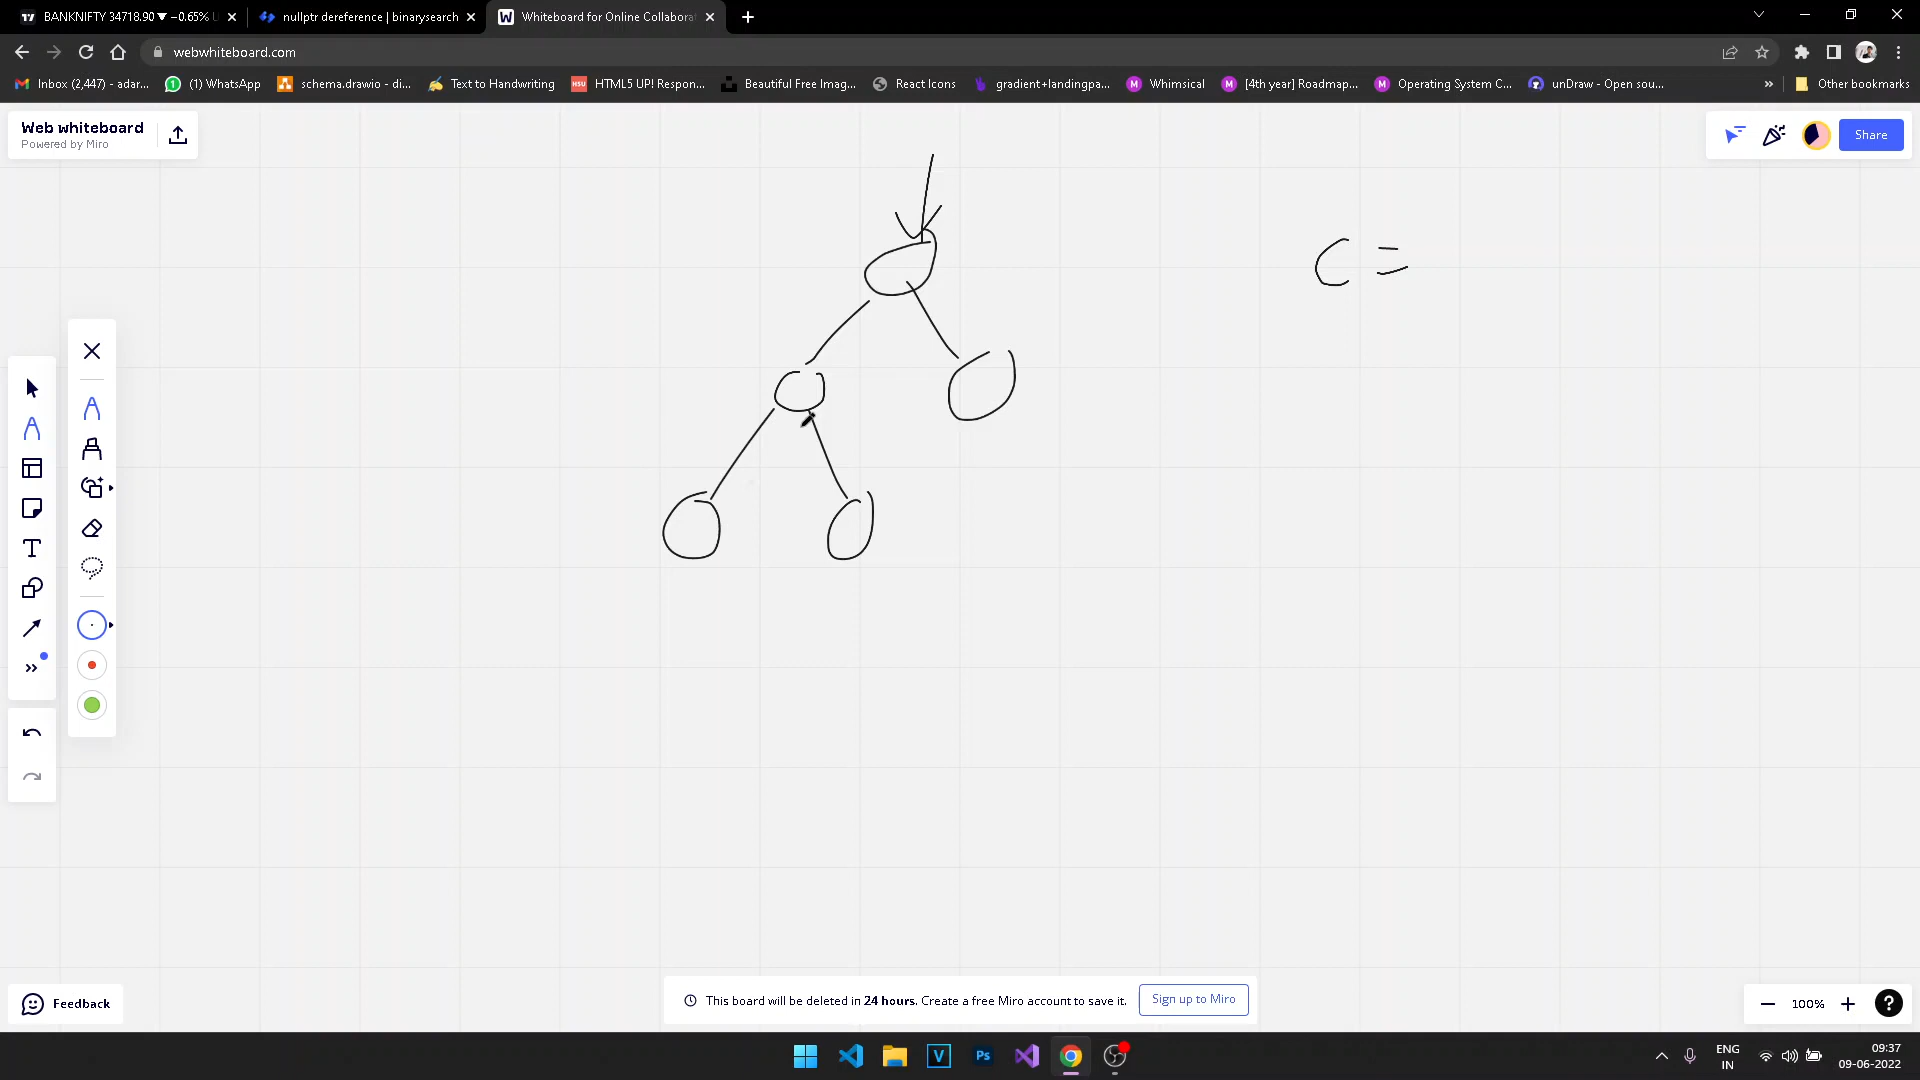 BANKNIFTY 34718.90 ▼ −0.65% U
nullptr dereference | binarysearch
Whiteboard for Online Collabora
webwhiteboard.com
Inbox (2,447) - adar...
(1) WhatsApp
schema.drawio - di...
Text to Handwriting
HTML5 UP! Respon...
Beautiful Free Imag...
React Icons
gradient+landingpa...
Whimsical
[4th year] Roadmap...
Operating System C...
unDraw - Open sou...
»
Other bookmarks
Web whiteboard
Powered by Miro
Share
C =
Feedback
This board will be deleted in 24 hours. Create a free Miro account to save it.
Sign up to Miro
100%
ENG
IN
09:37
09-06-2022